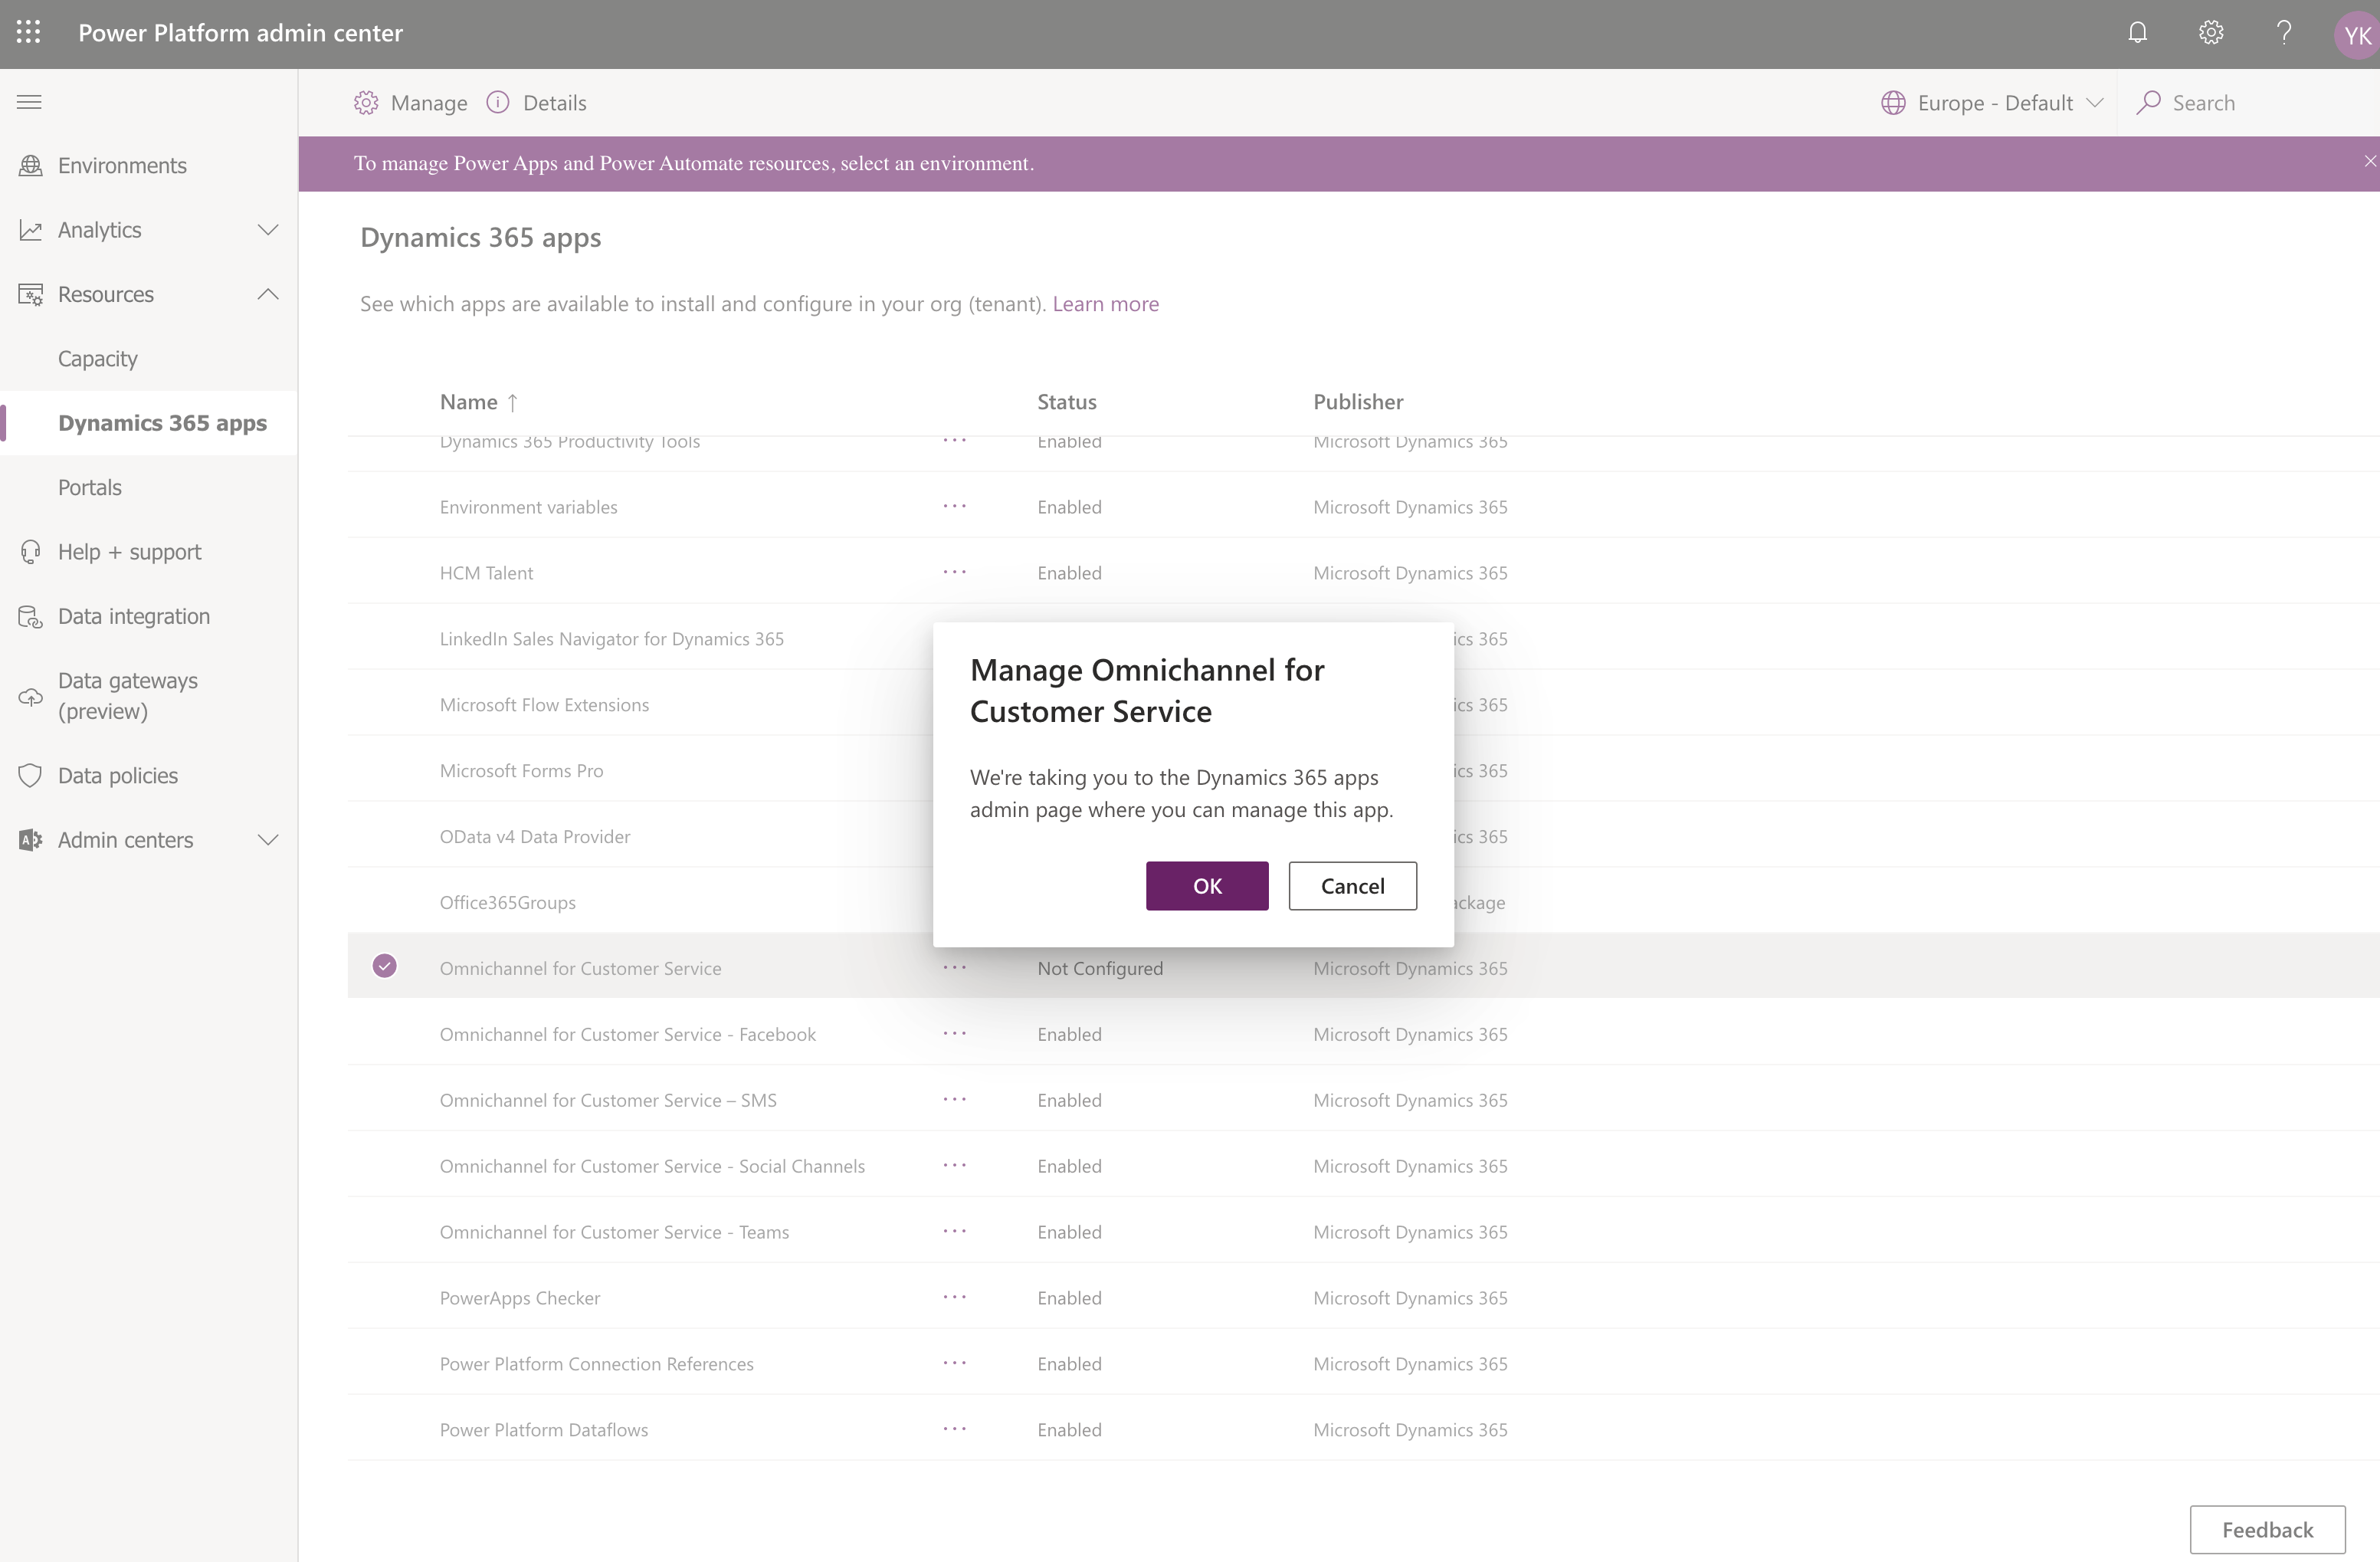 Power Platform admin center
YK
Manage
Details
Europe - Default
Search
To manage Power Apps and Power Automate resources, select an environment.
Environments
Analytics
Resources
Capacity
Dynamics 365 apps
Portals
Help + support
Data integration
Data gateways
(preview)
Data policies
Admin centers
Dynamics 365 apps
See which apps are available to install and configure in your org (tenant). Learn more
Name ↑ Status Publisher
Dynamics 365 Productivity Tools ... Enabled Microsoft Dynamics 365
Environment variables ... Enabled Microsoft Dynamics 365
HCM Talent ... Enabled Microsoft Dynamics 365
LinkedIn Sales Navigator for Dynamics 365 ics 365
Microsoft Flow Extensions ics 365
Microsoft Forms Pro ics 365
OData v4 Data Provider ics 365
Office365Groups ackage
Omnichannel for Customer Service ... Not Configured Microsoft Dynamics 365
Omnichannel for Customer Service - Facebook ... Enabled Microsoft Dynamics 365
Omnichannel for Customer Service – SMS ... Enabled Microsoft Dynamics 365
Omnichannel for Customer Service - Social Channels ... Enabled Microsoft Dynamics 365
Omnichannel for Customer Service - Teams ... Enabled Microsoft Dynamics 365
PowerApps Checker ... Enabled Microsoft Dynamics 365
Power Platform Connection References ... Enabled Microsoft Dynamics 365
Power Platform Dataflows ... Enabled Microsoft Dynamics 365
Manage Omnichannel for
Customer Service
We're taking you to the Dynamics 365 apps
admin page where you can manage this app.
OK
Cancel
Feedback